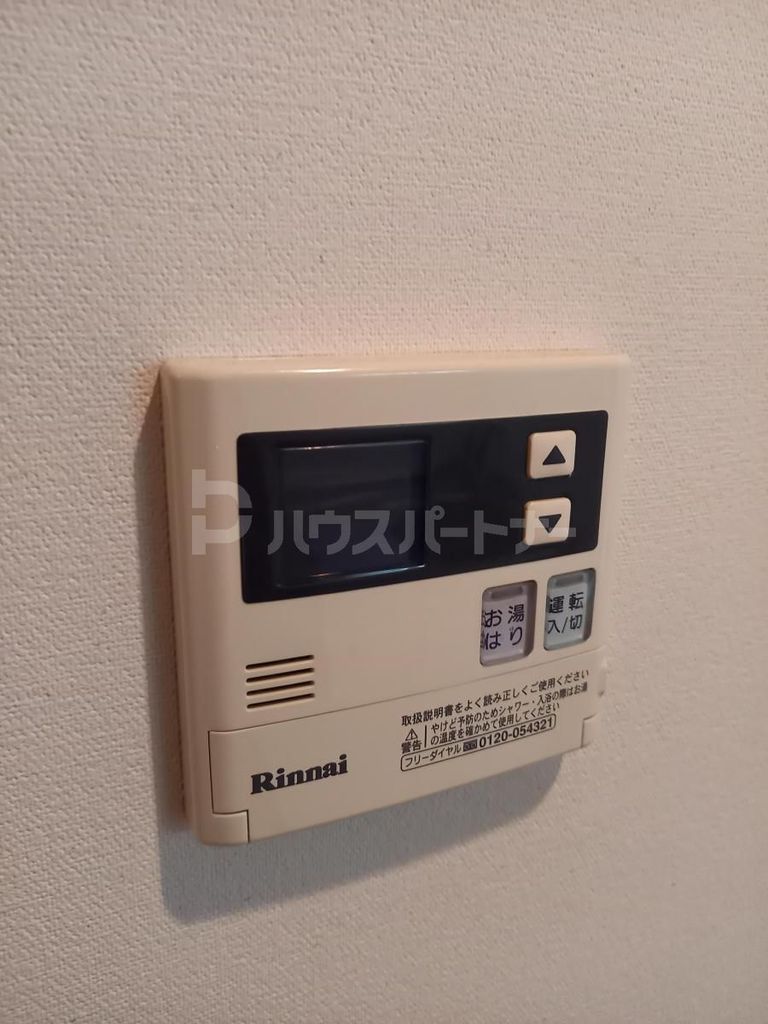 ▲
▼
ハウスパートナー
お湯
はり
運転
入/切
取扱説明書をよく読み正しくご使用ください
警告
やけど予防のためシャワー・入浴の際はお湯
の温度を確かめて使用してください
フリーダイヤル 0120-054321
Rinnai